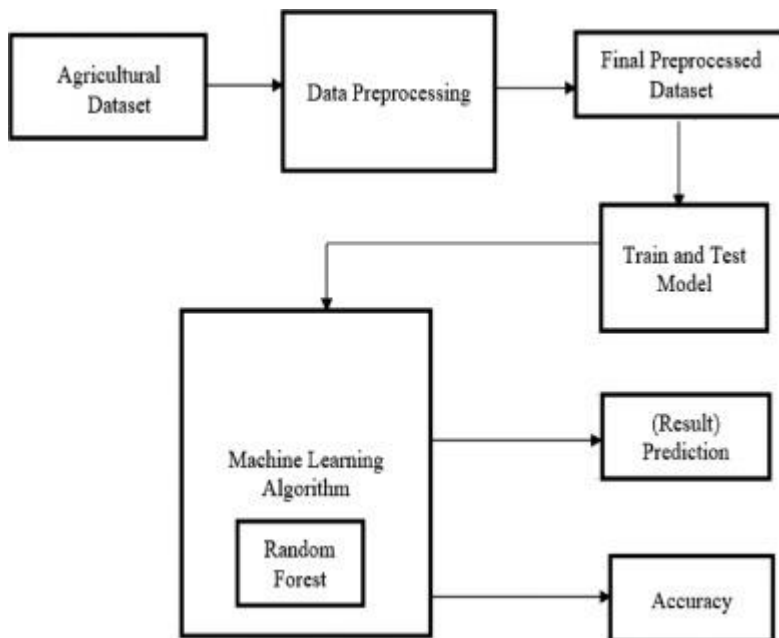 Agricultural
Dataset
Data Preprocessing
Final Preprocessed
Dataset
Train and Test
Model
Machine Learning
Algorithm
Random
Forest
(Result)
Prediction
Accuracy